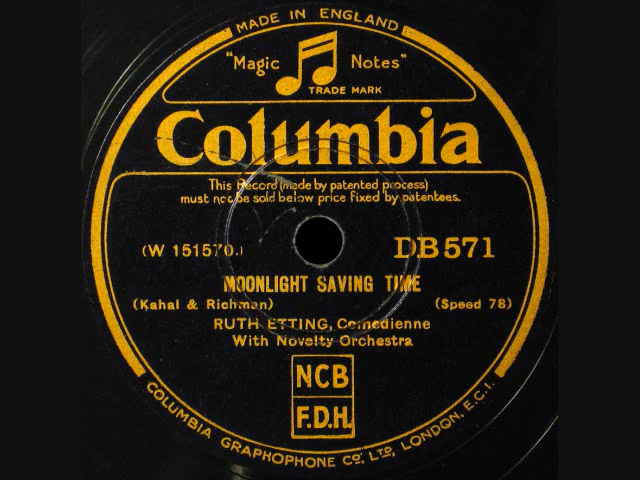 MADE IN ENGLAND
"Magic Notes"
TRADE MARK
Columbia
This Record (made by patented process)
must not be sold below price fixed by patentees.
(W 151570.)
DB571
MOONLIGHT SAVING TIME
(Kahal & Richman)
(Speed 78)
RUTH ETTING, Comedienne
With Novelty Orchestra
NCB
F.D.H.
COLUMBIA GRAPHOPHONE CO., LTD., LONDON, E.C.1.